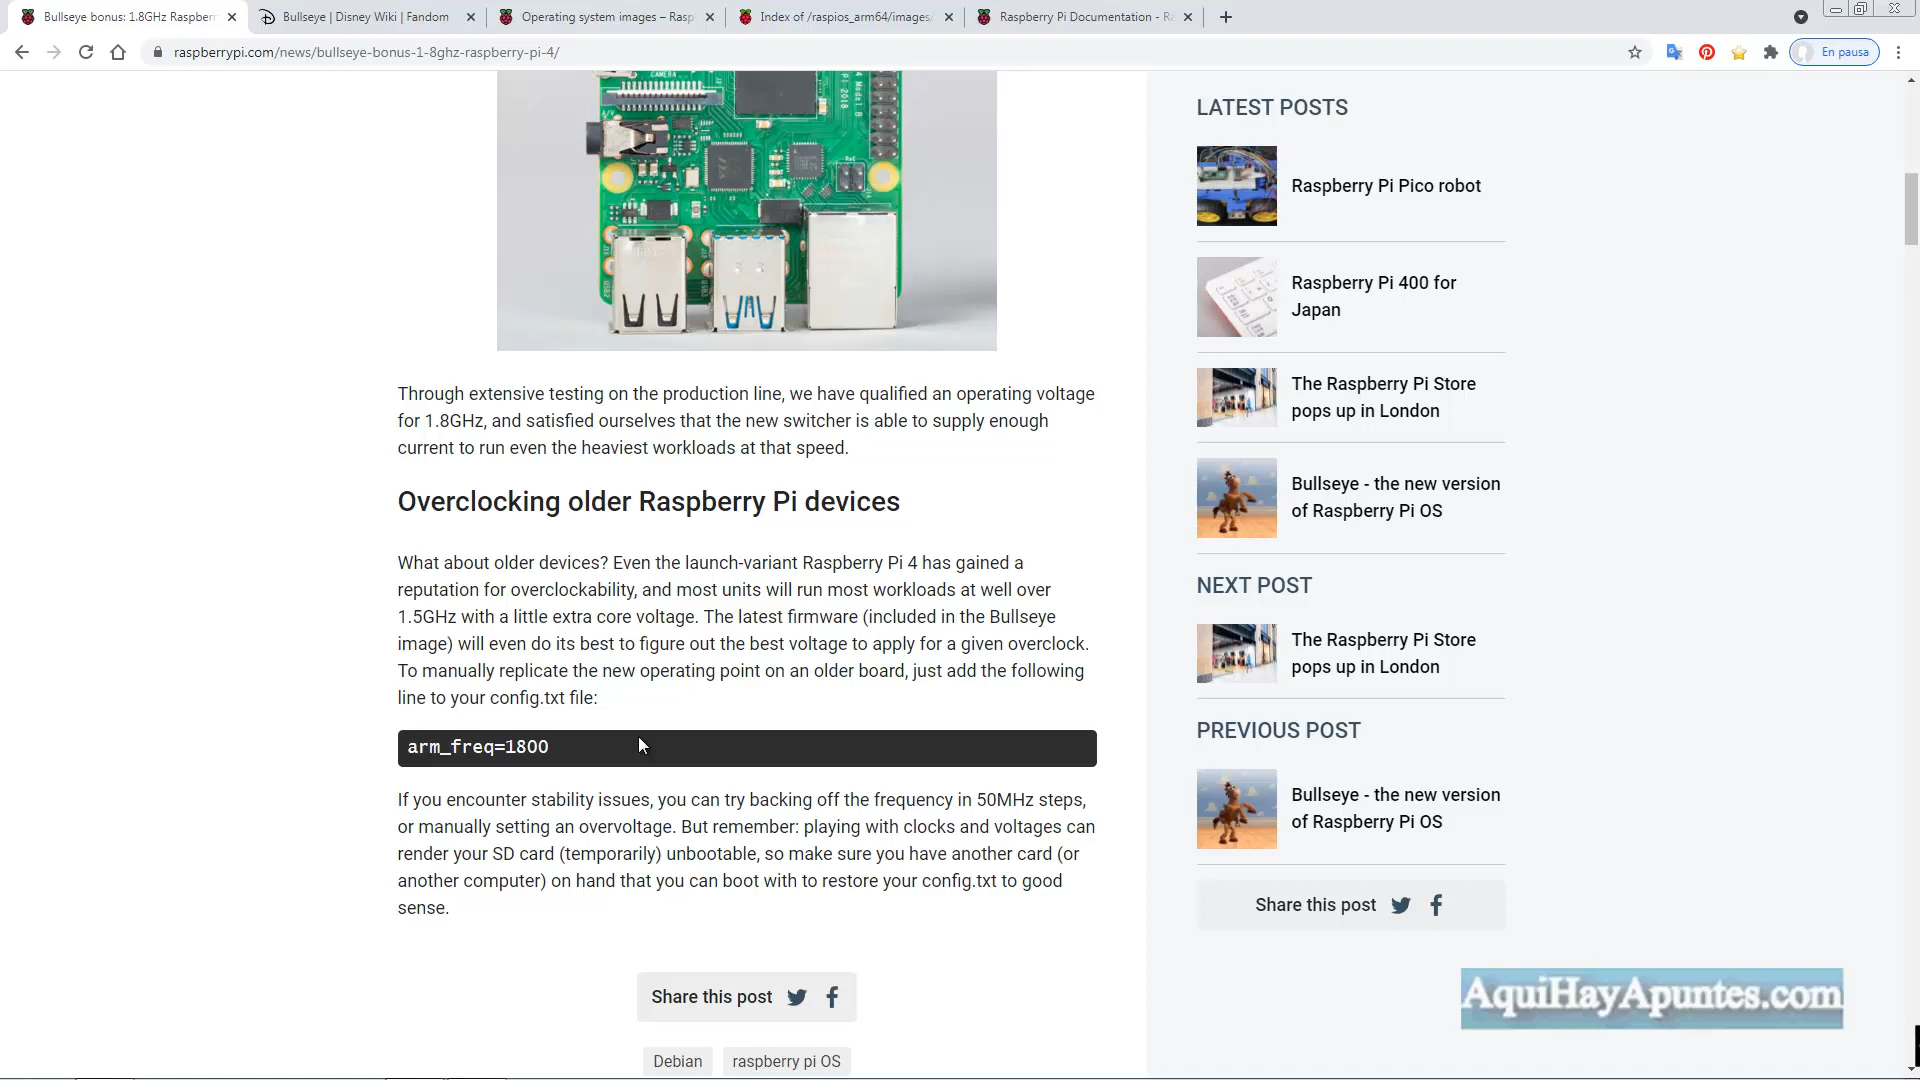 Bullseye bonus: 1.8GHz Raspberr
Bullseye | Disney Wiki | Fandom
Operating system images – Rasp
Index of /raspios_arm64/images/
Raspberry Pi Documentation - Ra
raspberrypi.com/news/bullseye-bonus-1-8ghz-raspberry-pi-4/
En pausa
CAMERA
A/V
Pi 4 Model B
2018
PoE
USB2
USB3
Through extensive testing on the production line, we have qualified an operating voltage
for 1.8GHz, and satisfied ourselves that the new switcher is able to supply enough
current to run even the heaviest workloads at that speed.
Overclocking older Raspberry Pi devices
What about older devices? Even the launch-variant Raspberry Pi 4 has gained a
reputation for overclockability, and most units will run most workloads at well over
1.5GHz with a little extra core voltage. The latest firmware (included in the Bullseye
image) will even do its best to figure out the best voltage to apply for a given overclock.
To manually replicate the new operating point on an older board, just add the following
line to your config.txt file:
arm_freq=1800
If you encounter stability issues, you can try backing off the frequency in 50MHz steps,
or manually setting an overvoltage. But remember: playing with clocks and voltages can
render your SD card (temporarily) unbootable, so make sure you have another card (or
another computer) on hand that you can boot with to restore your config.txt to good
sense.
Share this post
Debian
raspberry pi OS
LATEST POSTS
Raspberry Pi Pico robot
Raspberry Pi 400 for
Japan
The Raspberry Pi Store
pops up in London
Bullseye - the new version
of Raspberry Pi OS
NEXT POST
The Raspberry Pi Store
pops up in London
PREVIOUS POST
Bullseye - the new version
of Raspberry Pi OS
Share this post
AquiHayApuntes.com